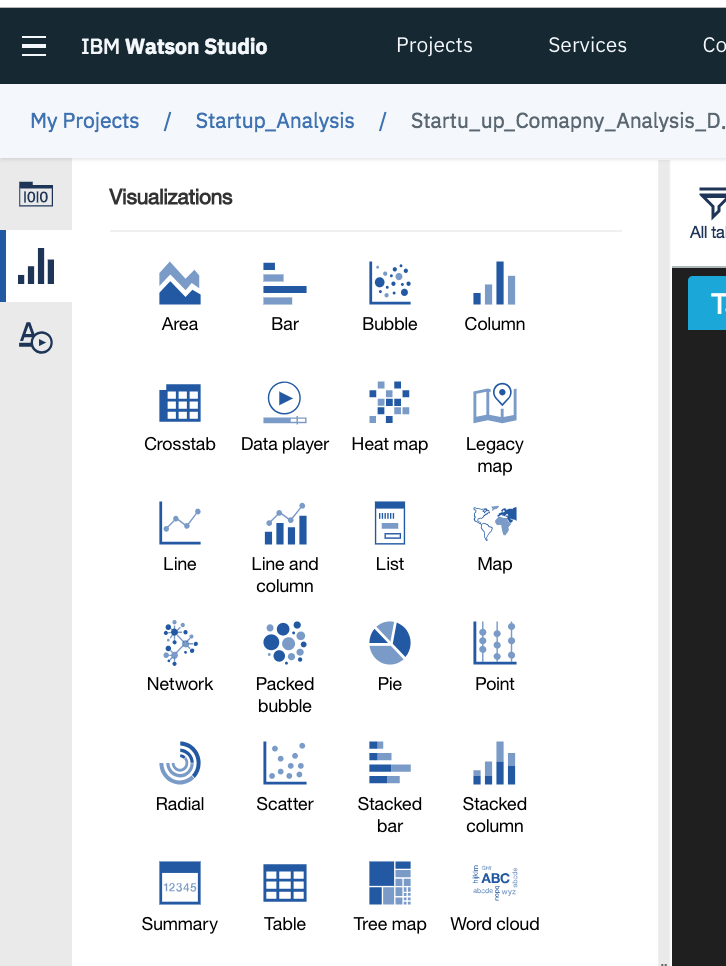 IBM Watson Studio Projects Services Co
My Projects / Startup_Analysis / Startu_up_Comapny_Analysis_D.
Visualizations
All ta
Area Bar Bubble Column
Crosstab Data player Heat map Legacy
map
Line Line and List Map
column
Network Packed Pie Point
bubble
Radial Scatter Stacked Stacked
bar column
12345
ABC
abcde
wyz
Summary Table Tree map Word cloud